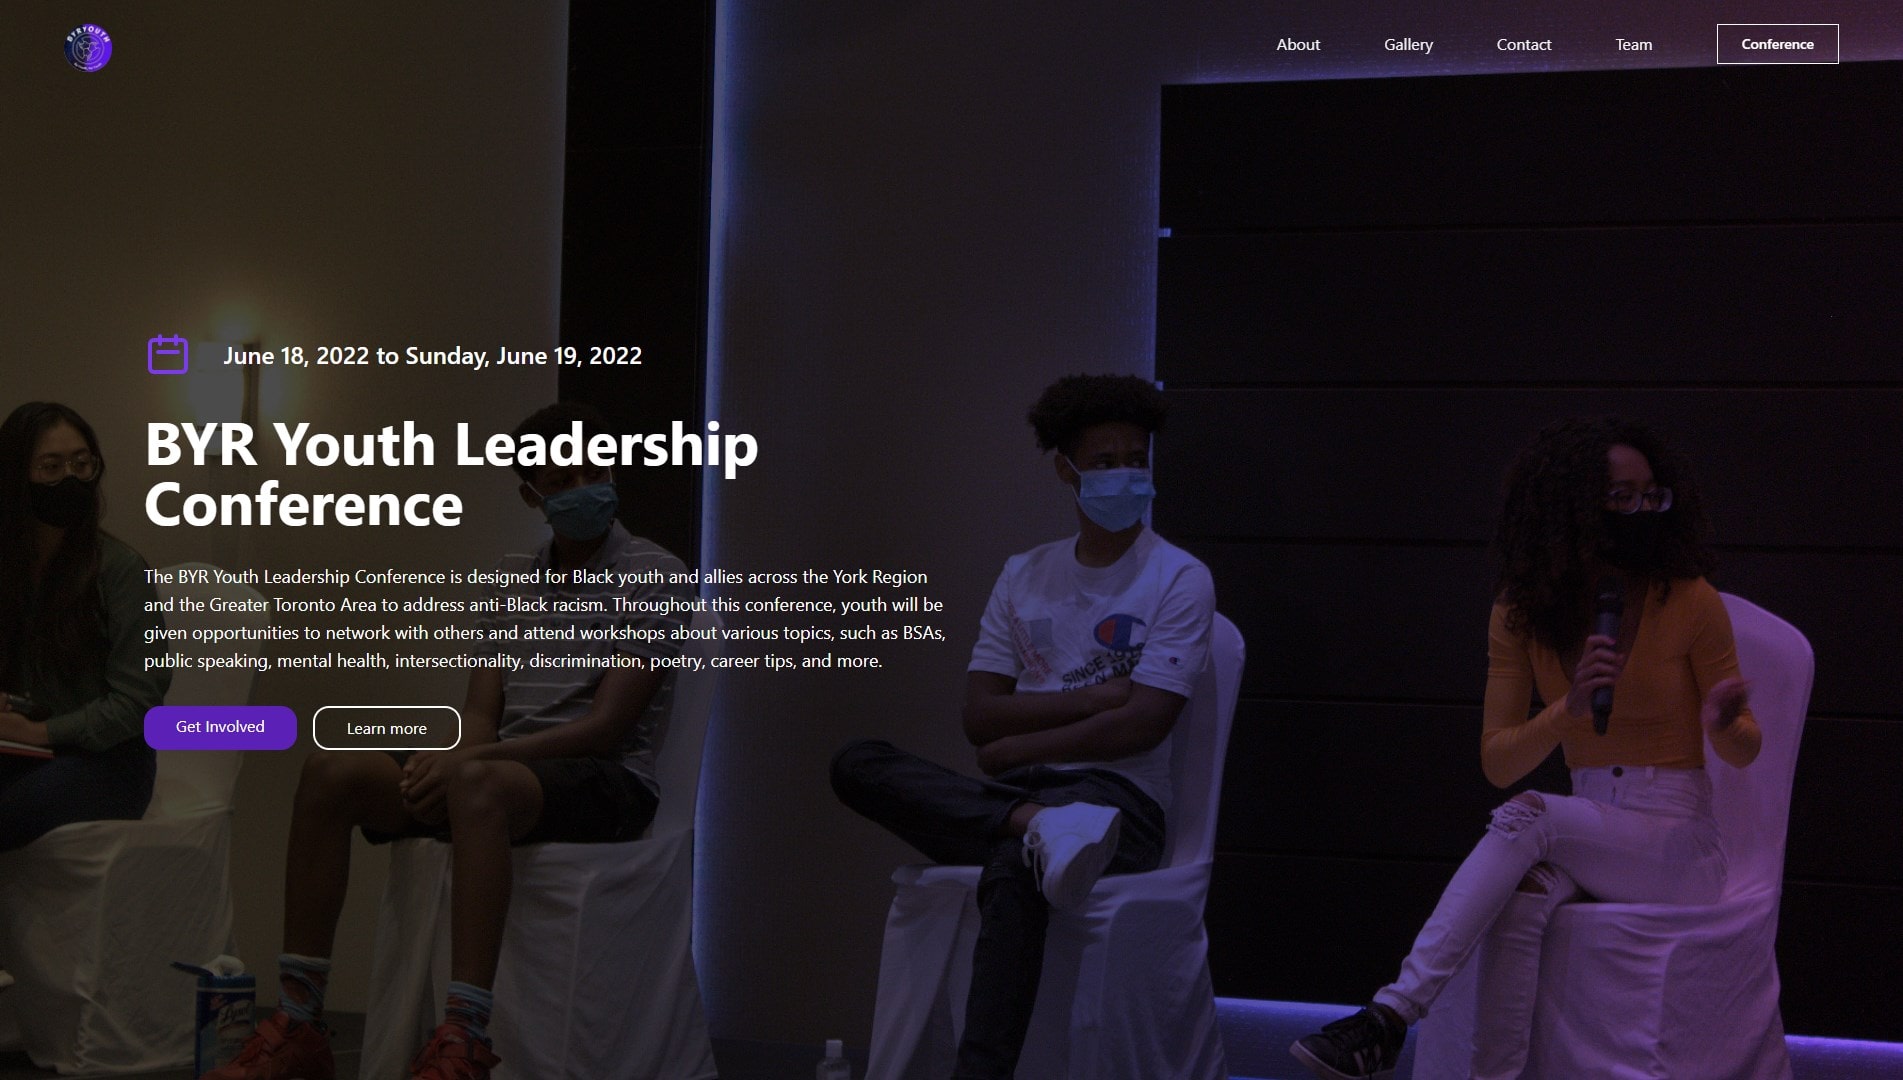 BYRYOUTH
About
Gallery
Contact
Team
Conference
June 18, 2022 to Sunday, June 19, 2022
BYR Youth Leadership
Conference
The BYR Youth Leadership Conference is designed for Black youth and allies across the York Region
and the Greater Toronto Area to address anti-Black racism. Throughout this conference, youth will be
given opportunities to network with others and attend workshops about various topics, such as BSAs,
public speaking, mental health, intersectionality, discrimination, poetry, career tips, and more.
Get Involved
Learn more
SINCE 1919
Lysol